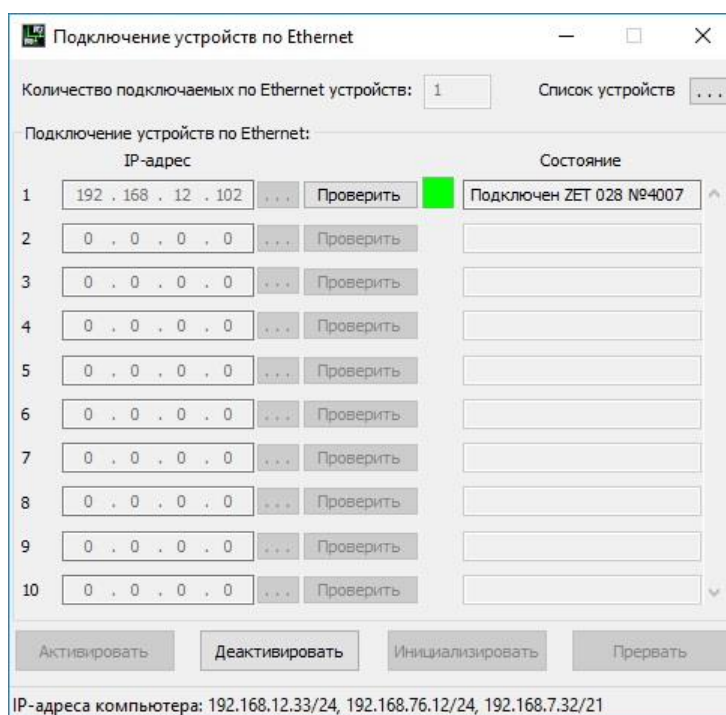 Подключение устройств по Ethernet
Количество подключаемых по Ethernet устройств: 1 Список устройств ...
Подключение устройств по Ethernet:
IP-адрес Состояние
1 192 . 168 . 12 . 102 ... Проверить Подключен ZET 028 №4007
2 0 . 0 . 0 . 0 ... Проверить
3 0 . 0 . 0 . 0 ... Проверить
4 0 . 0 . 0 . 0 ... Проверить
5 0 . 0 . 0 . 0 ... Проверить
6 0 . 0 . 0 . 0 ... Проверить
7 0 . 0 . 0 . 0 ... Проверить
8 0 . 0 . 0 . 0 ... Проверить
9 0 . 0 . 0 . 0 ... Проверить
10 0 . 0 . 0 . 0 ... Проверить
Активировать Деактивировать Инициализировать Прервать
IP-адреса компьютера: 192.168.12.33/24, 192.168.76.12/24, 192.168.7.32/21